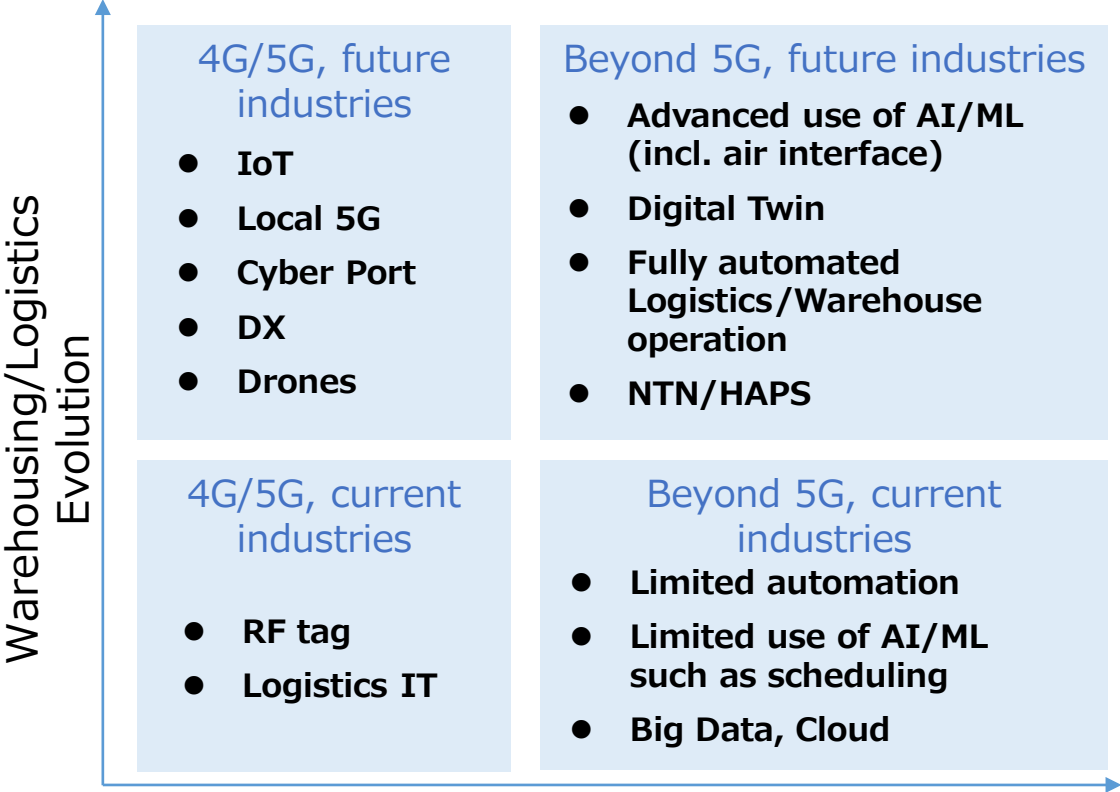 Warehousing/Logistics
Evolution
4G/5G, future
industries
● IoT
● Local 5G
● Cyber Port
● DX
● Drones
Beyond 5G, future industries
● Advanced use of AI/ML
(incl. air interface)
● Digital Twin
● Fully automated
Logistics/Warehouse
operation
● NTN/HAPS
4G/5G, current
industries
● RF tag
● Logistics IT
Beyond 5G, current
industries
● Limited automation
● Limited use of AI/ML
such as scheduling
● Big Data, Cloud